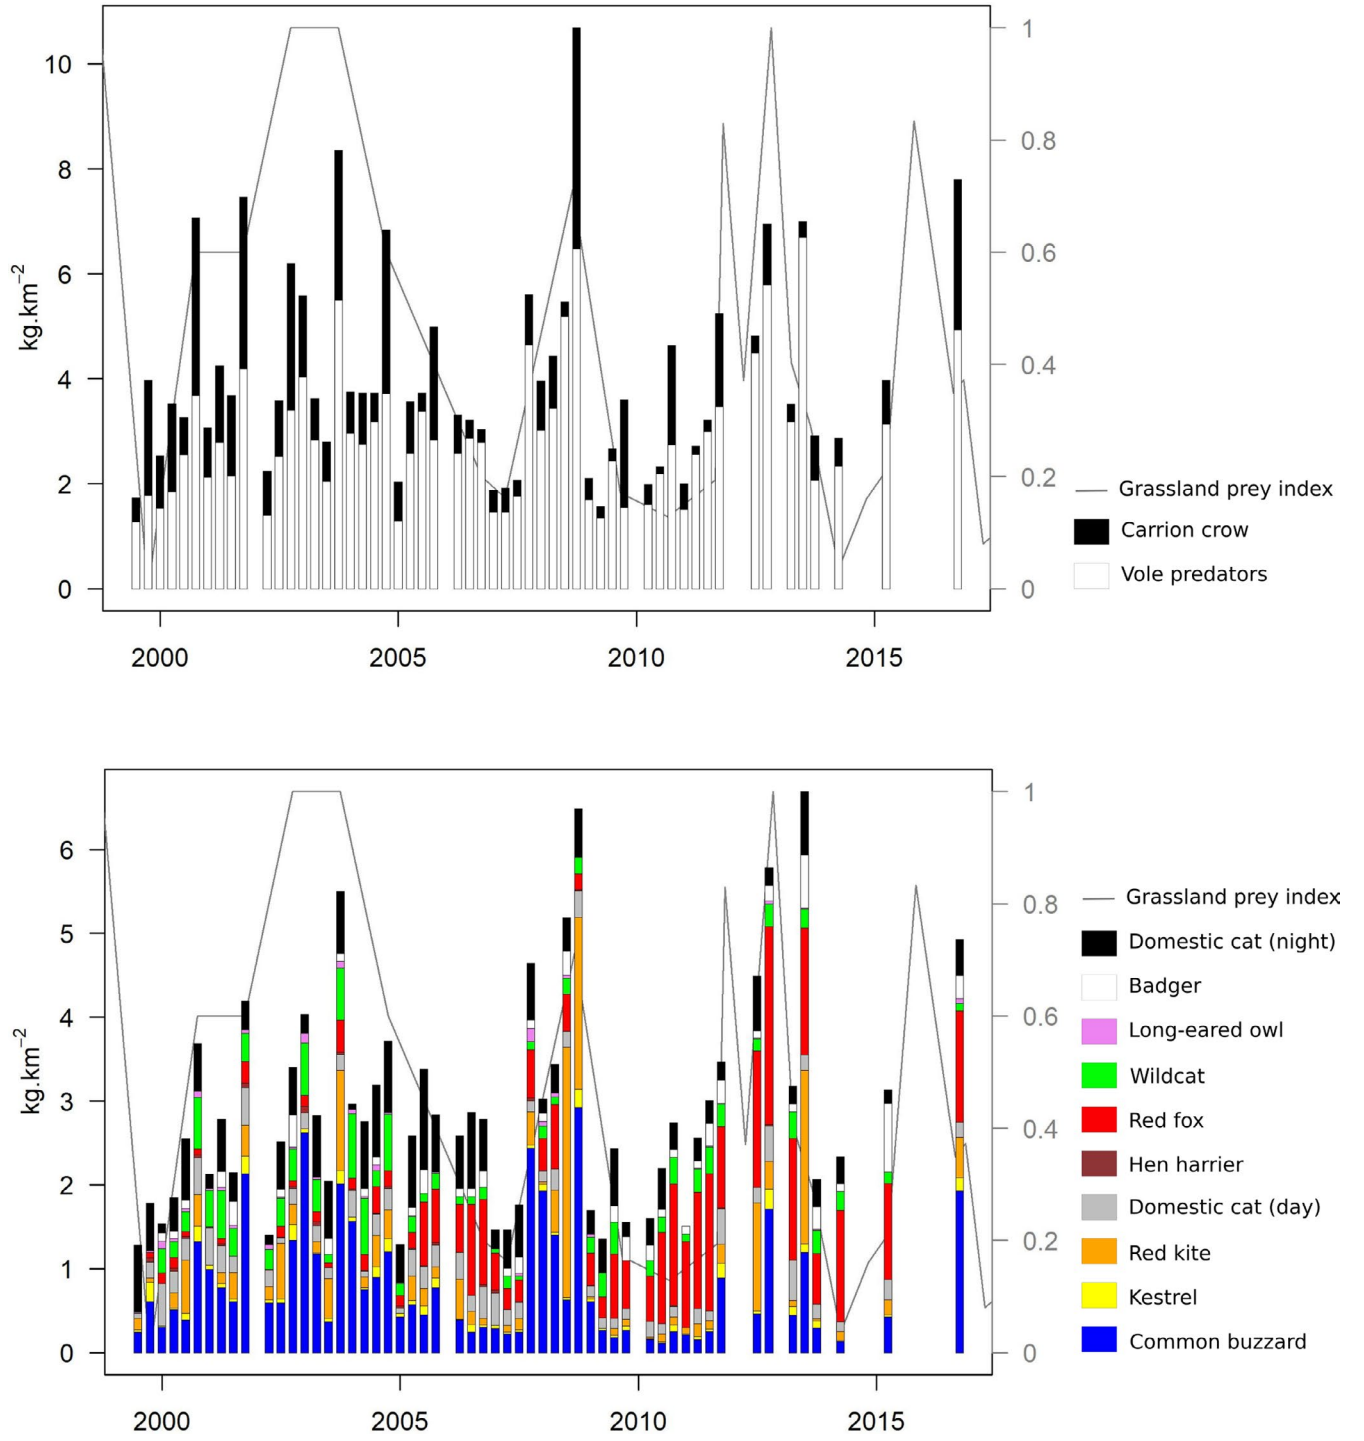 10
8
6
4
2
0
kg.km⁻²
1
0.8
0.6
0.4
0.2
0
2000 2005 2010 2015
Grassland prey index
Carrion crow
Vole predators
6
5
4
3
2
1
0
kg.km⁻²
1
0.8
0.6
0.4
0.2
0
2000 2005 2010 2015
Grassland prey index
Domestic cat (night)
Badger
Long-eared owl
Wildcat
Red fox
Hen harrier
Domestic cat (day)
Red kite
Kestrel
Common buzzard